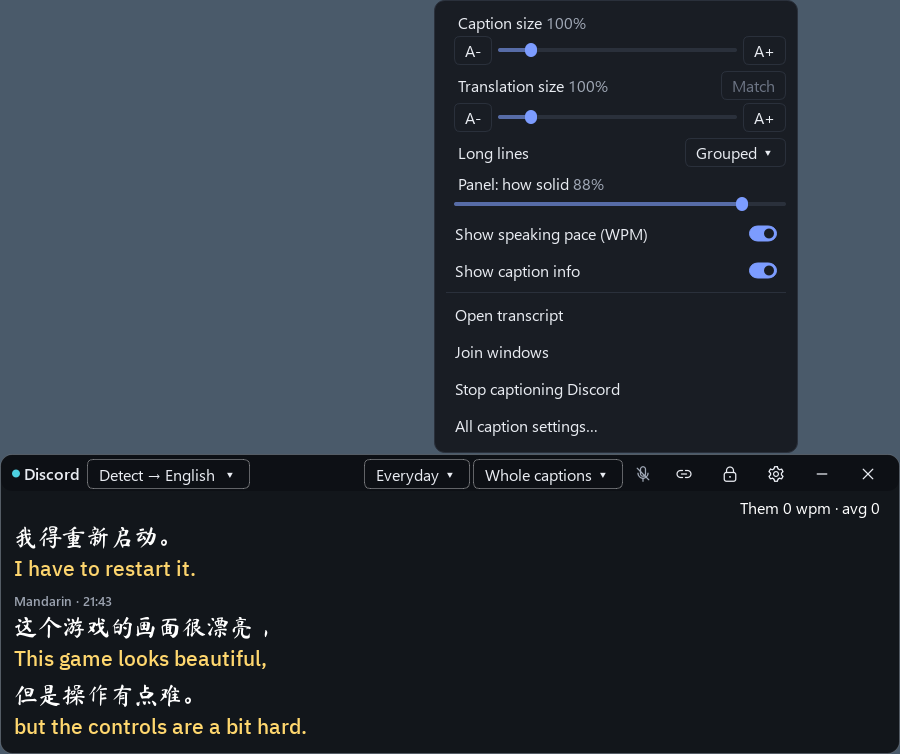 Caption size 100%
A-
A+
Translation size 100%
Match
A-
A+
Long lines
Grouped
Panel: how solid 88%
Show speaking pace (WPM)
Show caption info
Open transcript
Join windows
Stop captioning Discord
All caption settings...
Discord
Detect → English
Everyday
Whole captions
Them 0 wpm · avg 0
我得重新启动。
I have to restart it.
Mandarin · 21:43
这个游戏的画面很漂亮，
This game looks beautiful,
但是操作有点难。
but the controls are a bit hard.